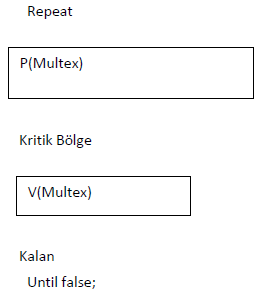 Repeat
P(Multex)
Kritik Bölge
V(Multex)
Kalan
Until false;